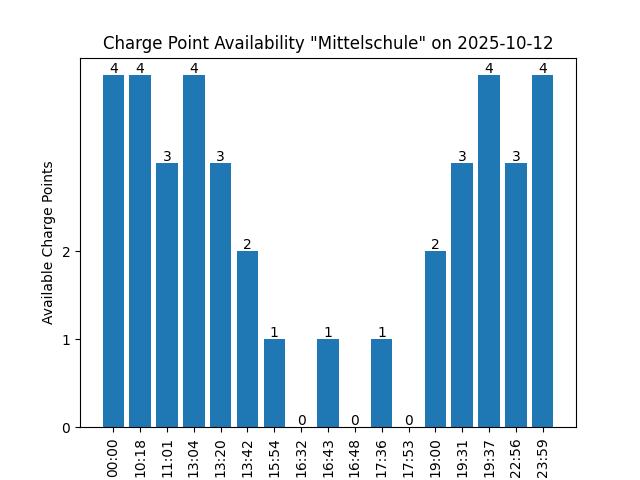 Charge Point Availability "Mittelschule" on 2025-10-12
4 4 3 4 3 2 1 0 1 0 1 0 2 3 4 3 4
Available Charge Points
2
1
0
00:00 10:18 11:01 13:04 13:20 13:42 15:54 16:32 16:43 16:48 17:36 17:53 19:00 19:31 19:37 22:56 23:59